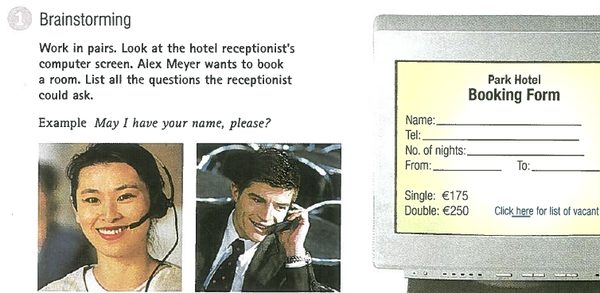 1 Brainstorming
Work in pairs. Look at the hotel receptionist's
computer screen. Alex Meyer wants to book
a room. List all the questions the receptionist
could ask.
Example May I have your name, please?
Park Hotel
Booking Form
Name:
Tel:
No. of nights:
From: To:
Single: €175
Double: €250 Click here for list of vacant